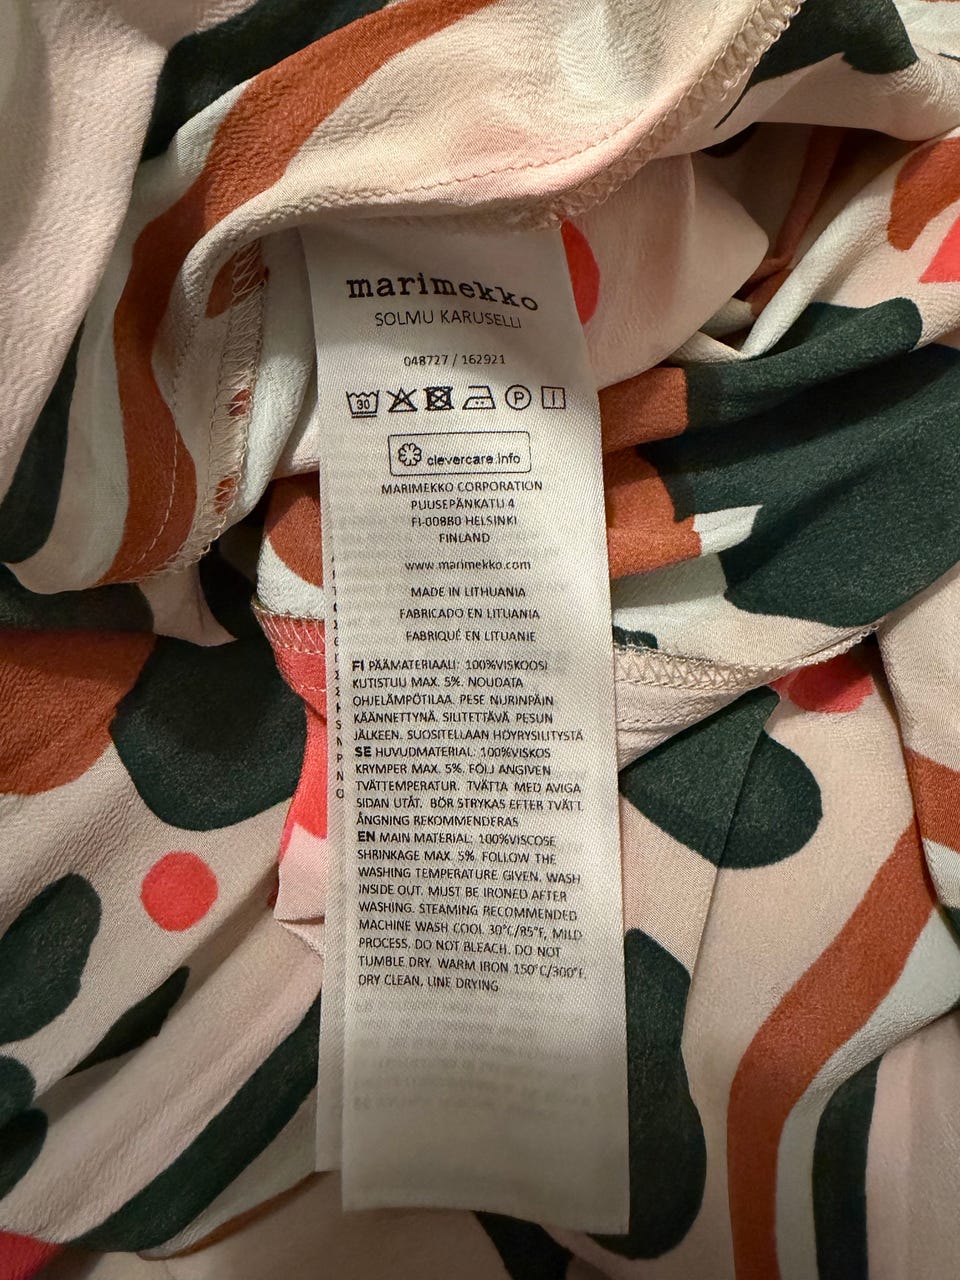 marimekko
SOLMU KARUSELLI
048727 / 162921
30
P
clevercare.info
MARIMEKKO CORPORATION
PUUSEPÄNKATU 4
FI-00880 HELSINKI
FINLAND
www.marimekko.com
MADE IN LITHUANIA
FABRICADO EN LITUANIA
FABRIQUÉ EN LITUANIE
FI PÄÄMATERIAALI: 100%VISKOOSI
KUTISTUU MAX. 5%. NOUDATA
OHJELÄMPÖTILAA. PESE NURINPÄIN
KÄÄNNETTYNÄ. SILITETTÄVÄ PESUN
JÄLKEEN. SUOSITELLAAN HÖYRYSILITYSTÄ
SE HUVUDMATERIAL: 100%VISKOS
KRYMPER MAX. 5%. FÖLJ ANGIVEN
TVÄTTEMPERATUR. TVÄTTA MED AVIGA
SIDAN UTÅT. BÖR STRYKAS EFTER TVÄTT.
ÅNGNING REKOMMENDERAS
EN MAIN MATERIAL: 100%VISCOSE
SHRINKAGE MAX. 5%. FOLLOW THE
WASHING TEMPERATURE GIVEN. WASH
INSIDE OUT. MUST BE IRONED AFTER
WASHING. STEAMING RECOMMENDED
MACHINE WASH COOL 30°C/85°F, MILD
PROCESS. DO NOT BLEACH. DO NOT
TUMBLE DRY. WARM IRON 150°C/300°F.
DRY CLEAN. LINE DRYING